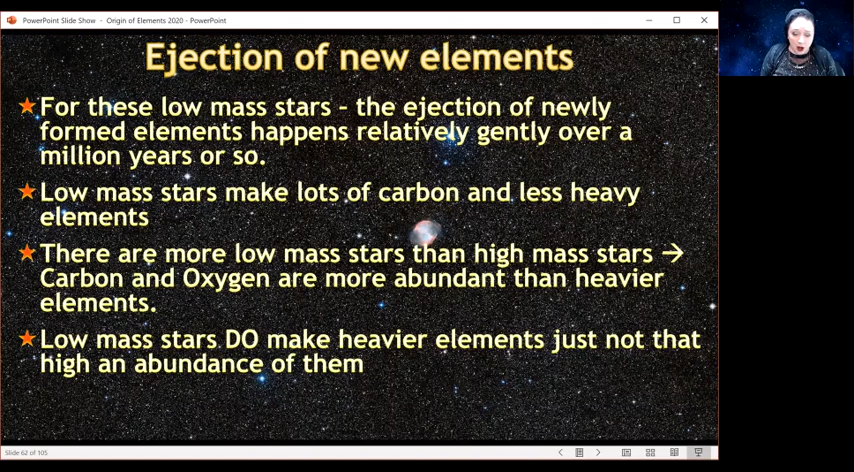 PowerPoint Slide Show - Origin of Elements 2020 - PowerPoint
Ejection of new elements
For these low mass stars – the ejection of newly
formed elements happens relatively gently over a
million years or so.
Low mass stars make lots of carbon and less heavy
elements
There are more low mass stars than high mass stars →
Carbon and Oxygen are more abundant than heavier
elements.
Low mass stars DO make heavier elements just not that
high an abundance of them
Slide 62 of 105